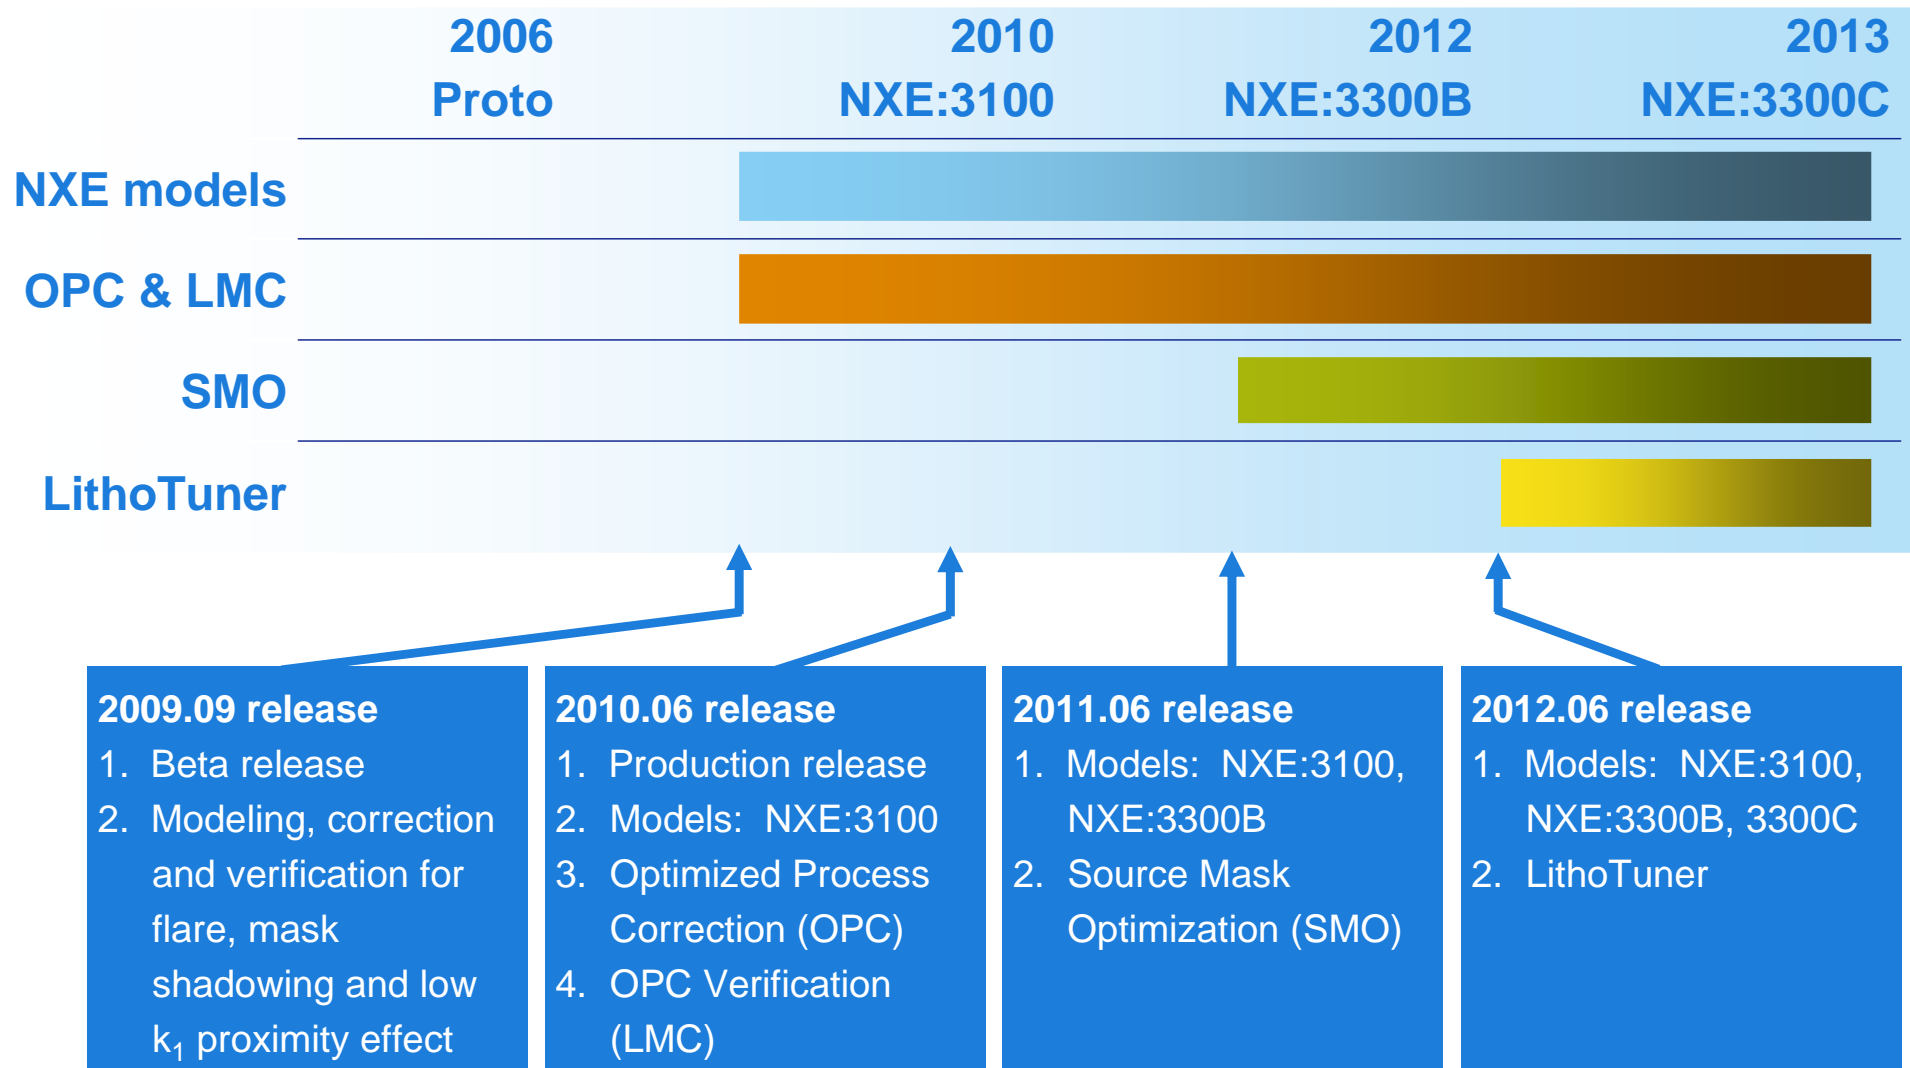 2006 2010 2012 2013
Proto NXE:3100 NXE:3300B NXE:3300C
NXE models
OPC & LMC
SMO
LithoTuner
2009.09 release
1. Beta release
2. Modeling, correction
and verification for
flare, mask
shadowing and low
k₁ proximity effect
2010.06 release
1. Production release
2. Models: NXE:3100
3. Optimized Process
Correction (OPC)
4. OPC Verification
(LMC)
2011.06 release
1. Models: NXE:3100,
NXE:3300B
2. Source Mask
Optimization (SMO)
2012.06 release
1. Models: NXE:3100,
NXE:3300B, 3300C
2. LithoTuner